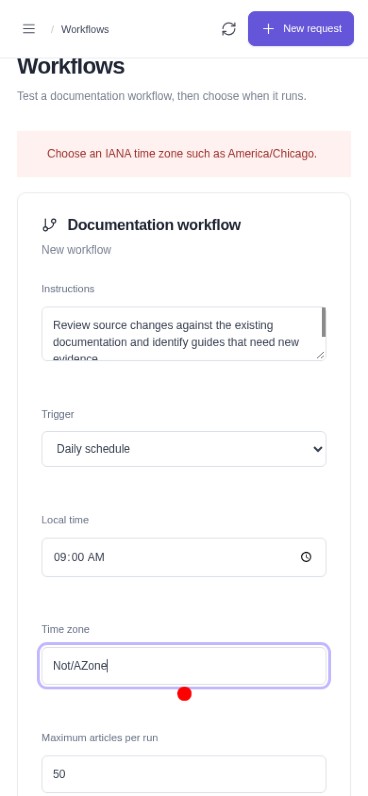 / Workflows
New request
Workflows
Test a documentation workflow, then choose when it runs.
Choose an IANA time zone such as America/Chicago.
Documentation workflow
New workflow
Instructions
Review source changes against the existing
documentation and identify guides that need new
evidence
Trigger
Daily schedule
Local time
09:00 AM
Time zone
Not/AZone
Maximum articles per run
50